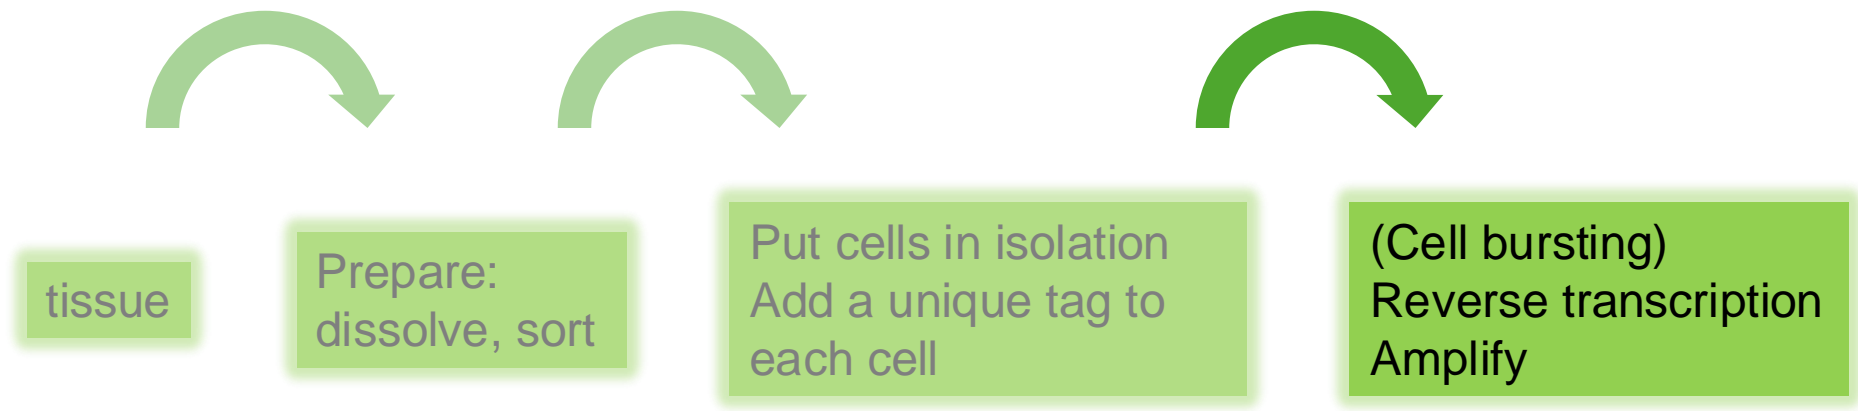 tissue
Prepare:
dissolve, sort
Put cells in isolation
Add a unique tag to
each cell
(Cell bursting)
Reverse transcription
Amplify